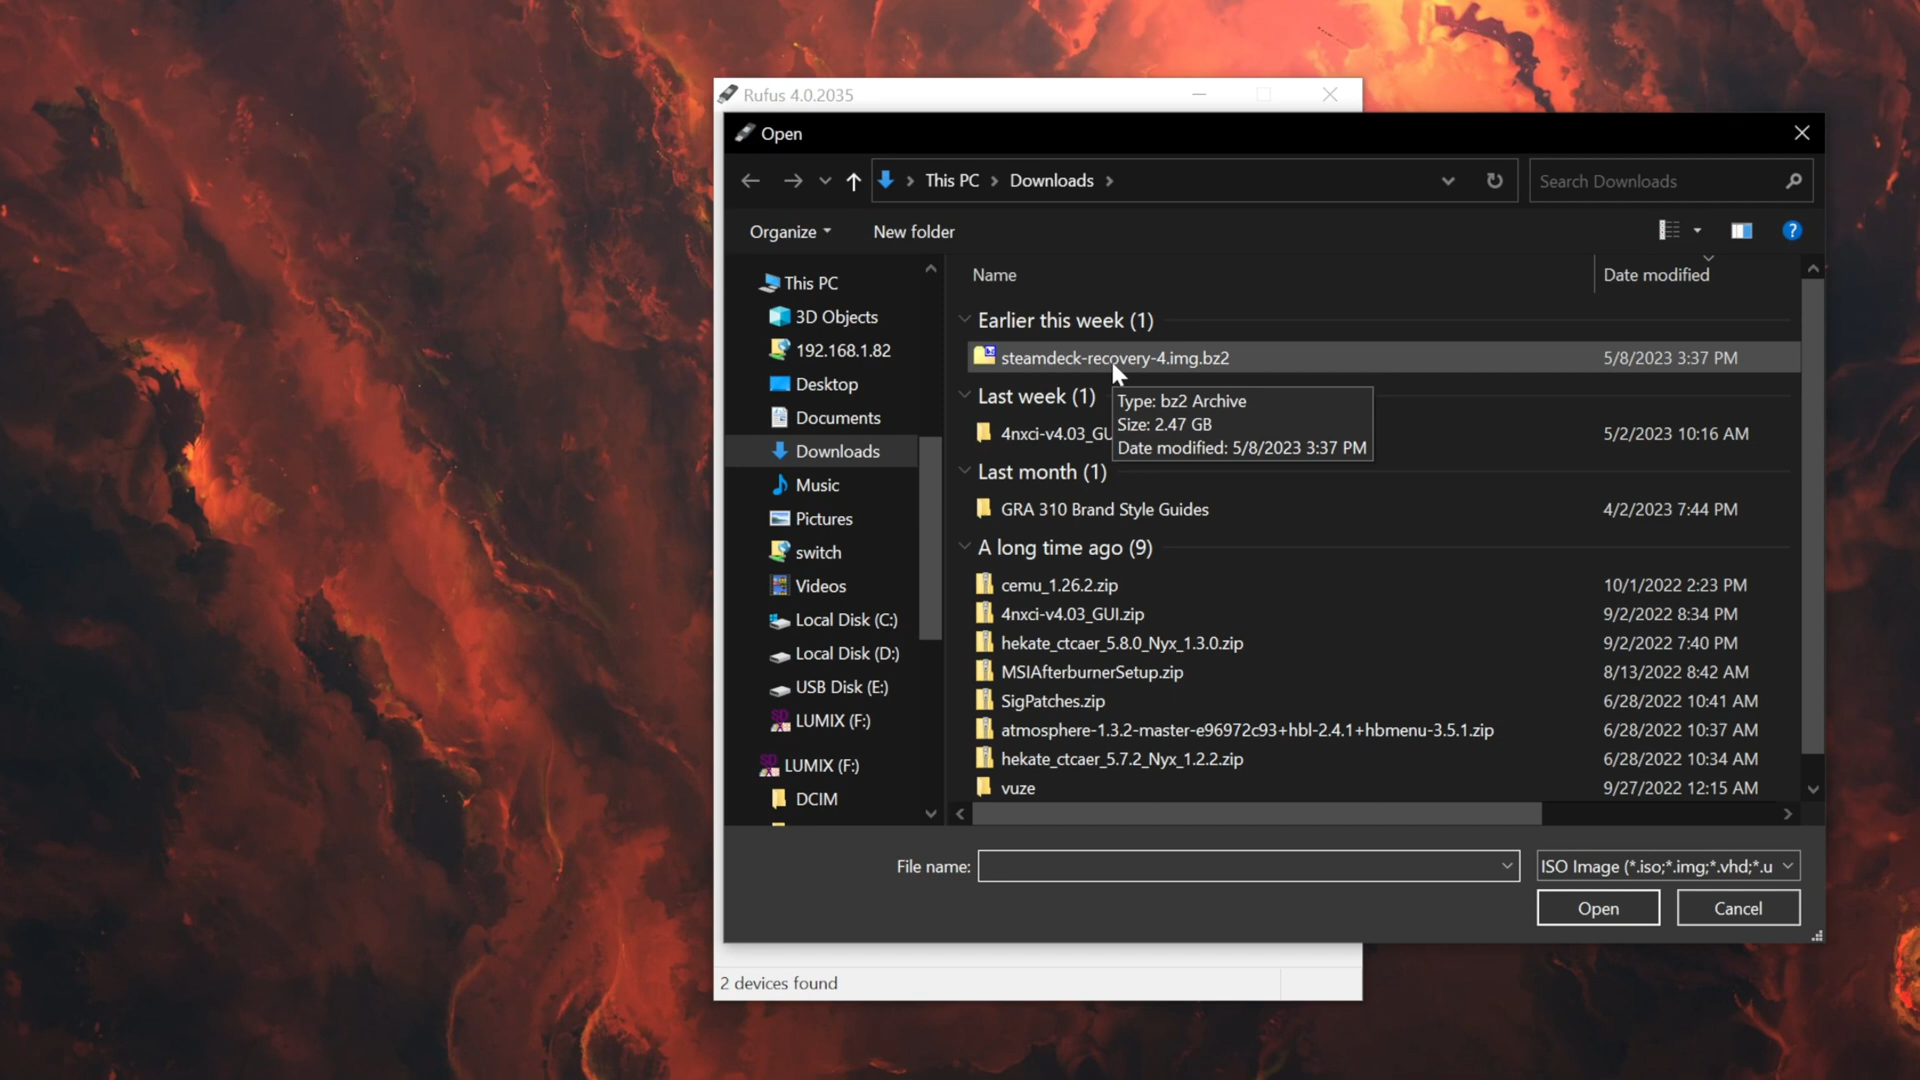 Rufus 4.0.2035
Open
This PC
Downloads
Search Downloads
Organize
New folder
?
This PC
3D Objects
192.168.1.82
Desktop
Documents
Downloads
Music
Pictures
switch
Videos
Local Disk (C:)
Local Disk (D:)
USB Disk (E:)
LUMIX (F:)
LUMIX (F:)
DCIM
Name
Date modified
Earlier this week (1)
steamdeck-recovery-4.img.bz2
5/8/2023 3:37 PM
Type: bz2 Archive
Size: 2.47 GB
Date modified: 5/8/2023 3:37 PM
Last week (1)
4nxci-v4.03_GU
5/2/2023 10:16 AM
Last month (1)
GRA 310 Brand Style Guides
4/2/2023 7:44 PM
A long time ago (9)
cemu_1.26.2.zip
10/1/2022 2:23 PM
4nxci-v4.03_GUI.zip
9/2/2022 8:34 PM
hekate_ctcaer_5.8.0_Nyx_1.3.0.zip
9/2/2022 7:40 PM
MSIAfterburnerSetup.zip
8/13/2022 8:42 AM
SigPatches.zip
6/28/2022 10:41 AM
atmosphere-1.3.2-master-e96972c93+hbl-2.4.1+hbmenu-3.5.1.zip
6/28/2022 10:37 AM
hekate_ctcaer_5.7.2_Nyx_1.2.2.zip
6/28/2022 10:34 AM
vuze
9/27/2022 12:15 AM
File name:
ISO Image (*.iso;*.img;*.vhd;*.u
Open
Cancel
2 devices found